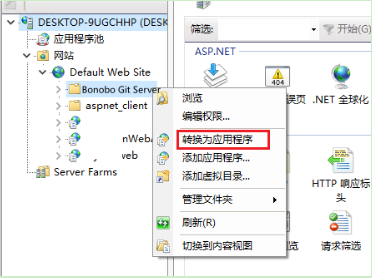 DESKTOP-9UGCHHP (DESK
应用程序池
网站
Default Web Site
Bonobo Git Server
aspnet_client
nWebA
web
Server Farms
浏览
编辑权限...
转换为应用程序
添加应用程序...
添加虚拟目录...
管理文件夹
刷新(R)
切换到内容视图
筛选:
开始(G)
ASP.NET
404
误页
.NET 全球化
HTTP 响应标头
请求筛选